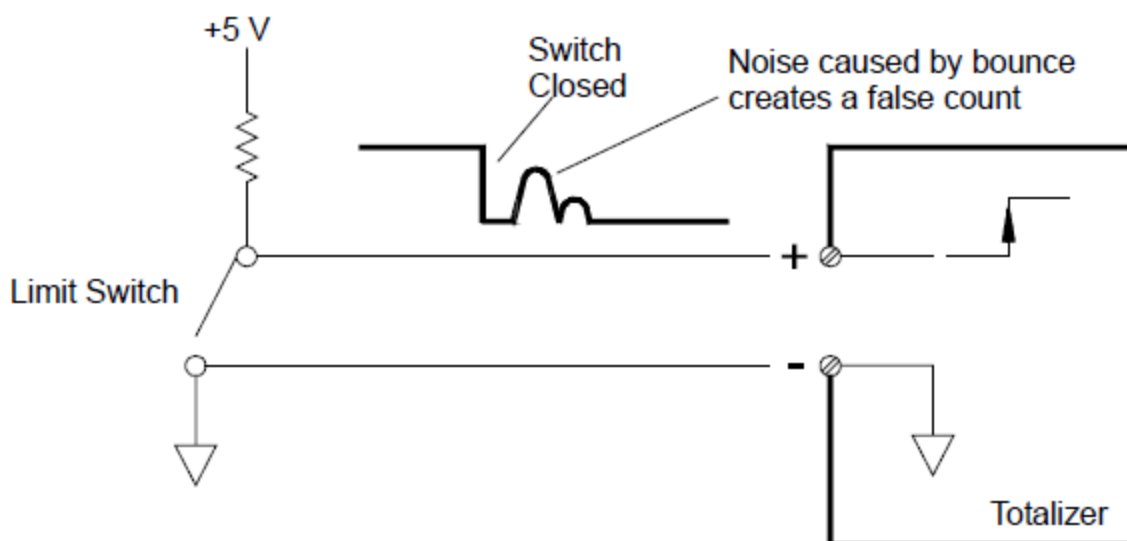 +5 V
Switch
Closed
Noise caused by bounce
creates a false count
+
Limit Switch
-
Totalizer